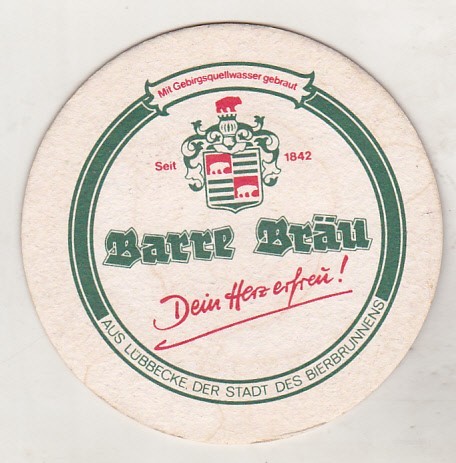 Mit Gebirgsquellwasser gebraut
Seit 1842
Barre Bräu
Dein Herz erfreu!
AUS LÜBBECKE, DER STADT DES BIERBRUNNENS